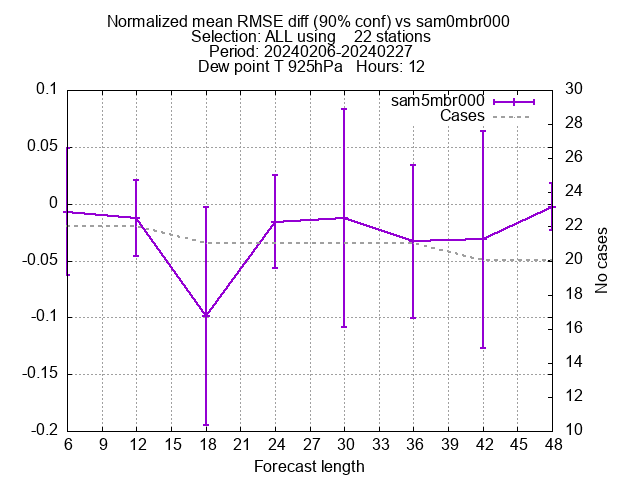 Normalized mean RMSE diff (90% conf) vs sam0mbr000
Selection: ALL using    22 stations
Period: 20240206-20240227
Dew point T 925hPa   Hours: 12
sam5mbr000
Cases
0.1
0.05
0
-0.05
-0.1
-0.15
-0.2
30
28
26
24
22
20
18
16
14
12
10
No cases
6 9 12 15 18 21 24 27 30 33 36 39 42 45 48
Forecast length